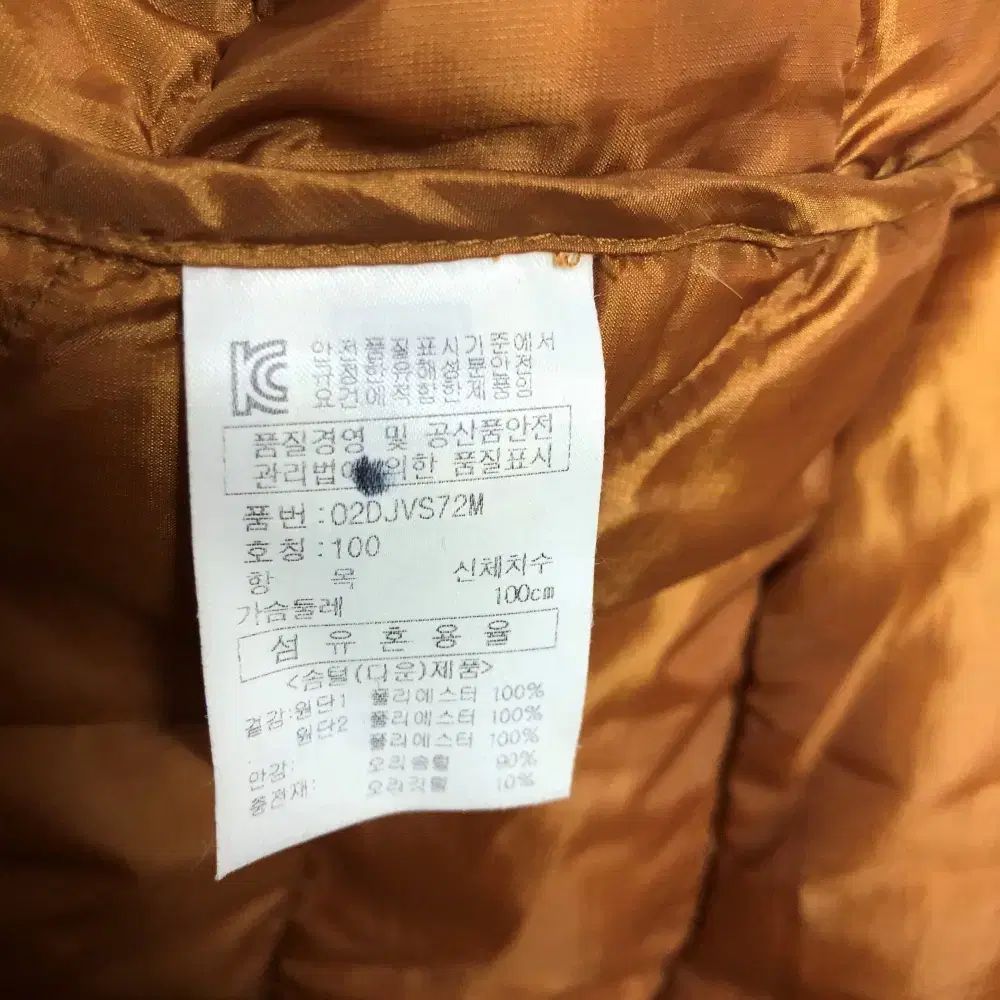 KC
안전품질표시기준에서
정한유해성분안전
요건에적합한제품임
품질경영 및 공산품안전
관리법에 의한 품질표시
품번 : 02DJVS72M
호칭 : 100
항 목 신체치수
가슴둘레 100cm
섬 유 혼 용 율
<솜털(다운)제품>
겉감 : 원단1 폴리에스터 100%
원단2 폴리에스터 100%
폴리에스터 100%
안감: 오리솜털 90%
충전재: 오리깃털 10%